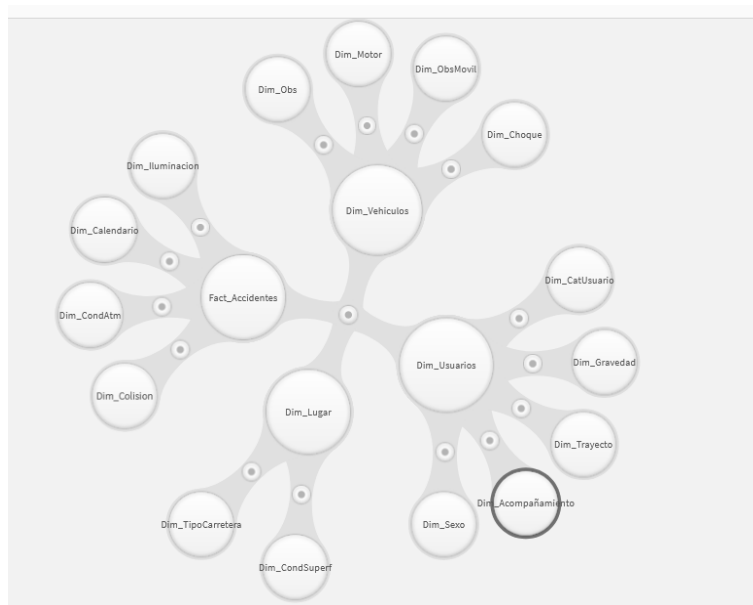 Dim_Motor
Dim_ObsMovil
Dim_Obs
Dim_Choque
Dim_Iluminacion
Dim_Vehiculos
Dim_Calendario
Dim_CatUsuario
Fact_Accidentes
Dim_CondAtm
Dim_Gravedad
Dim_Usuarios
Dim_Colision
Dim_Lugar
Dim_Trayecto
Dim_Acompañamiento
Dim_TipoCarretera
Dim_Sexo
Dim_CondSuperf